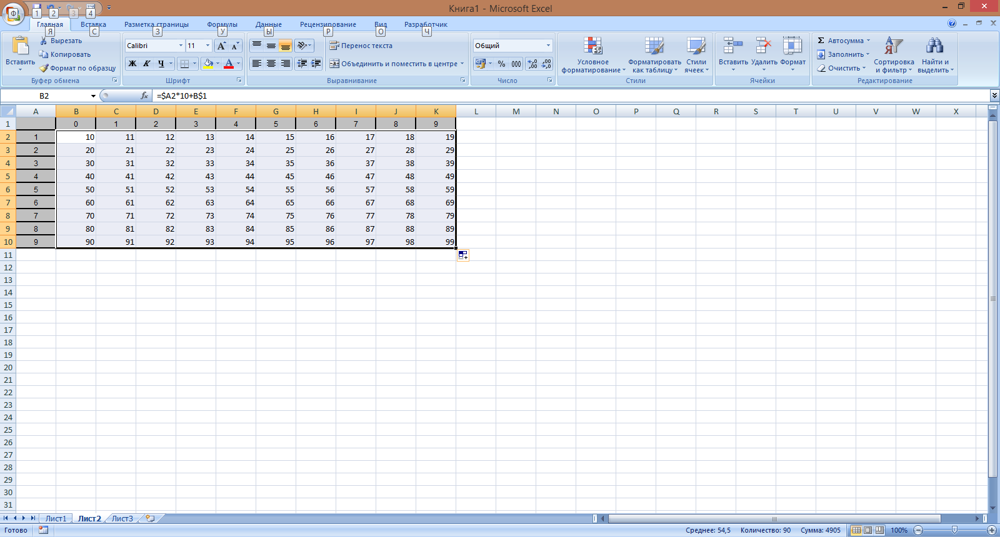 Книга1 - Microsoft Excel
Ф 1 2 3 4
Главная Вставка Разметка страницы Формулы Данные Рецензирование Вид Разработчик
Я С З У Ы Р О Ч
Вставить
Вырезать
Копировать
Формат по образцу
Буфер обмена
Calibri 11
Ж К Ч А
Шрифт
Перенос текста
Объединить и поместить в центре
Выравнивание
Общий
% 000 ,00 ,00
Число
Условное форматирование
Форматировать как таблицу
Стили ячеек
Стили
Вставить Удалить Формат
Ячейки
Σ Автосумма
Заполнить
Очистить
Сортировка и фильтр
Найти и выделить
Редактирование
B2 fx =$A2*10+B$1
A B C D E F G H I J K L M N O P Q R S T U V W X
1 0 1 2 3 4 5 6 7 8 9
2 1 10 11 12 13 14 15 16 17 18 19
3 2 20 21 22 23 24 25 26 27 28 29
4 3 30 31 32 33 34 35 36 37 38 39
5 4 40 41 42 43 44 45 46 47 48 49
6 5 50 51 52 53 54 55 56 57 58 59
7 6 60 61 62 63 64 65 66 67 68 69
8 7 70 71 72 73 74 75 76 77 78 79
9 8 80 81 82 83 84 85 86 87 88 89
10 9 90 91 92 93 94 95 96 97 98 99
11
12
13
14
15
16
17
18
19
20
21
22
23
24
25
26
27
28
29
30
31
Лист1 Лист2 Лист3
Готово Среднее: 54,5 Количество: 90 Сумма: 4905 100%